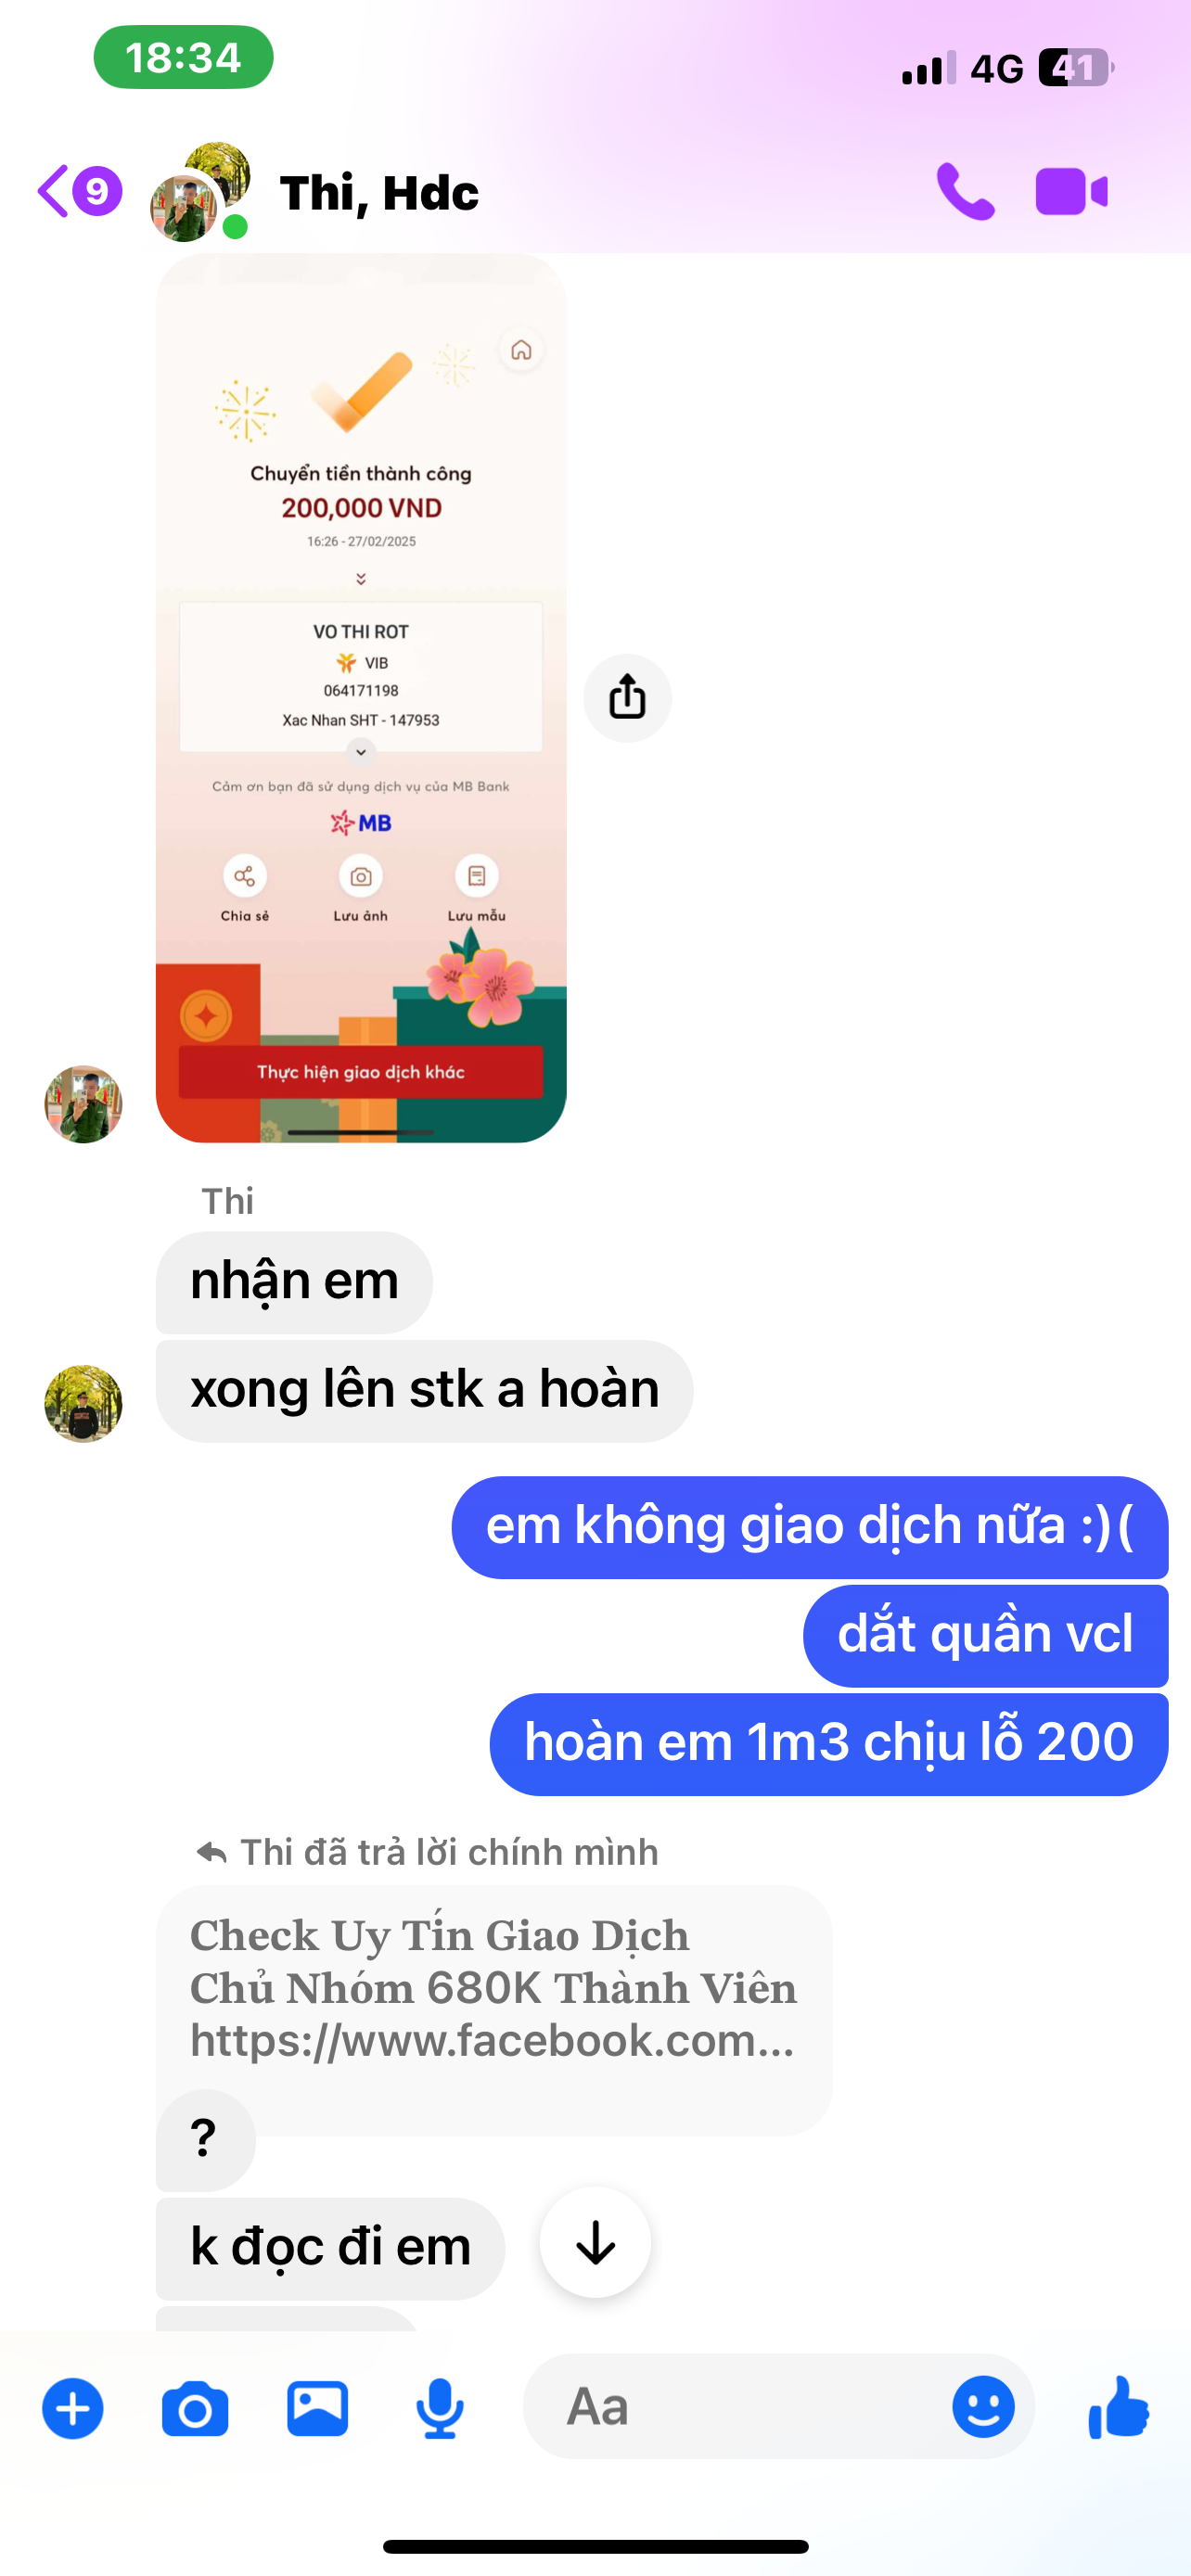 18:34
4G
41
9
Thi, Hdc
Chuyển tiền thành công
200,000 VND
16:26 - 27/02/2025
VO THI ROT
VIB
064171198
Xac Nhan SHT - 147953
Cảm ơn bạn đã sử dụng dịch vụ của MB Bank
MB
Chia sẻ
Lưu ảnh
Lưu mẫu
Thực hiện giao dịch khác
Thi
nhận em
xong lên stk a hoàn
em không giao dịch nữa :)(
dắt quần vcl
hoàn em 1m3 chịu lỗ 200
Thi đã trả lời chính mình
Check Uy Tín Giao Dịch
Chủ Nhóm 680K Thành Viên
https://www.facebook.com...
?
k đọc đi em
Aa